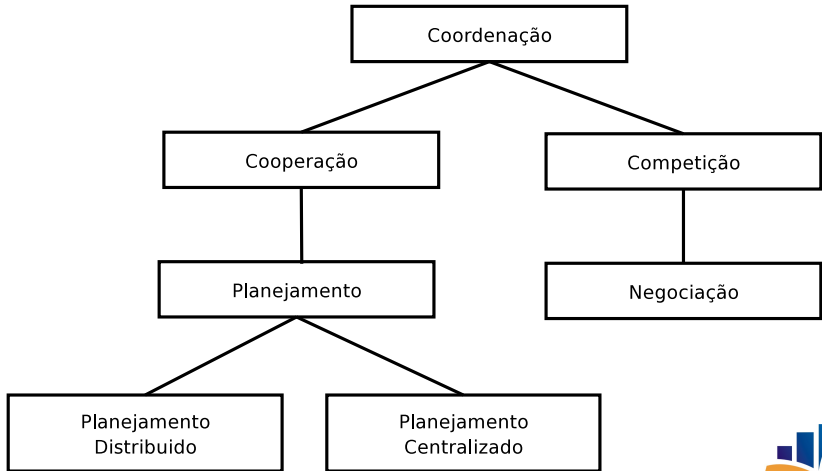 Coordenação
Cooperação
Competição
Planejamento
Negociação
Planejamento
Distribuido
Planejamento
Centralizado